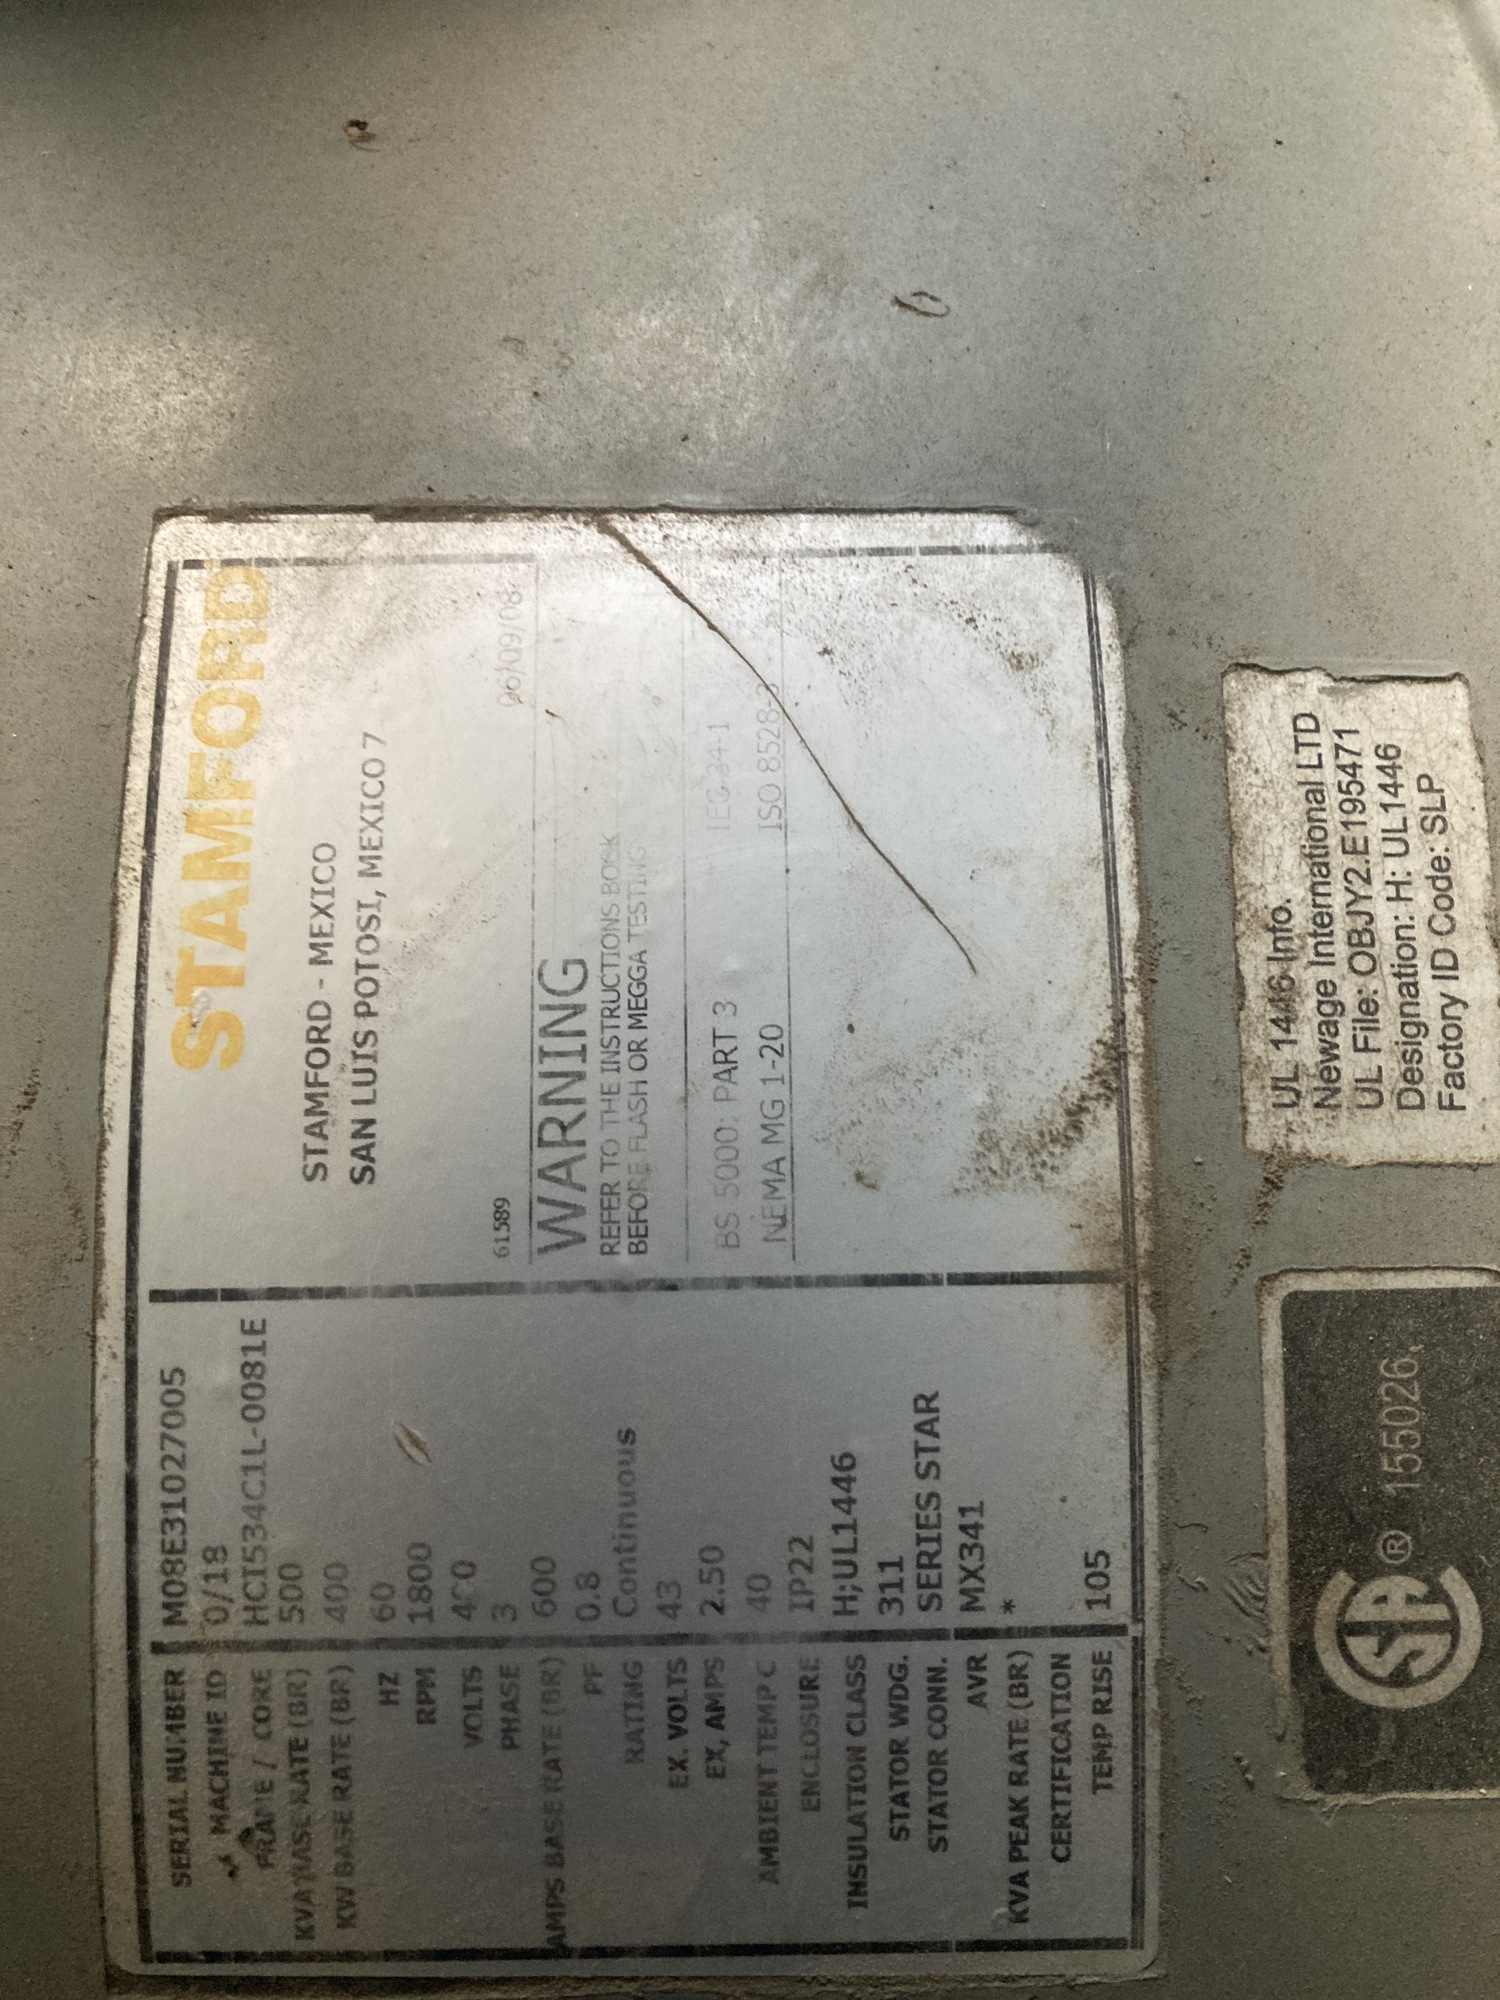 STAMFORD
STAMFORD - MEXICO
SAN LUIS POTOSI, MEXICO 7
61589 06/09/08
WARNING
REFER TO THE INSTRUCTIONS BOOK
BEFORE FLASH OR MEGGA TESTING
BS 5000: PART 3 IEC 34-1
NEMA MG 1-20 ISO 8528-3
SERIAL NUMBER M08E31027005
MACHINE ID 0/18
FRAME / CORE HCI534C1L-0081E
KVA BASE RATE (BR) 500
KW BASE RATE (BR) 400
HZ 60
RPM 1800
VOLTS
PHASE 3
AMPS BASE RATE (BR) 600
PF 0.8
RATING Continuous
EX. VOLTS 43
EX, AMPS 2.50
AMBIENT TEMP C 40
ENCLOSURE IP22
INSULATION CLASS H;UL1446
STATOR WDG. 311
STATOR CONN. SERIES STAR
AVR MX341
KVA PEAK RATE (BR) *
CERTIFICATION
TEMP RISE 105
UL 1446 Info.
Newage International LTD
UL File: OBJY2.E195471
Designation: H: UL1446
Factory ID Code: SLP
SA ® 155026